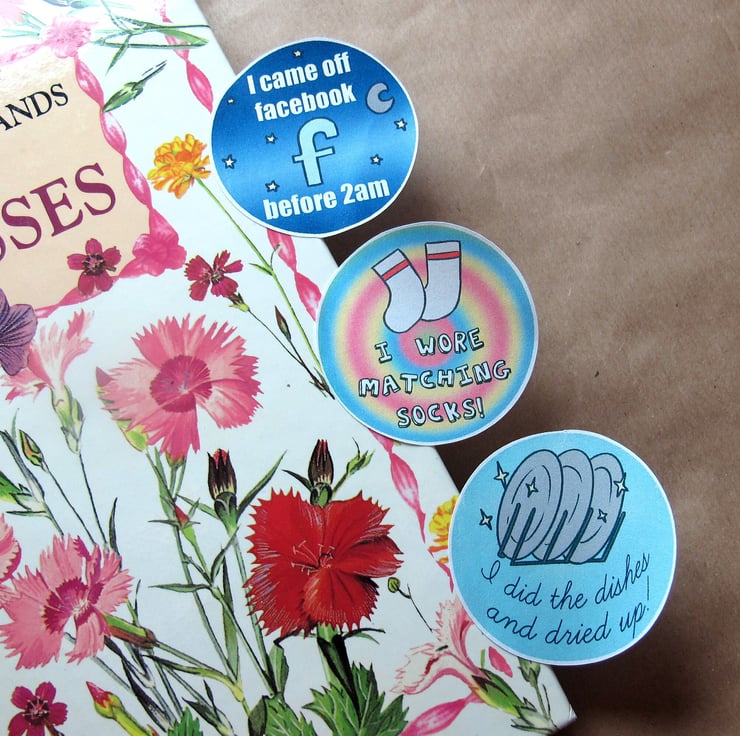 ANDS
SSES
I came off
facebook
f
before 2am
I WORE
MATCHING
SOCKS!
I did the dishes
and dried up!